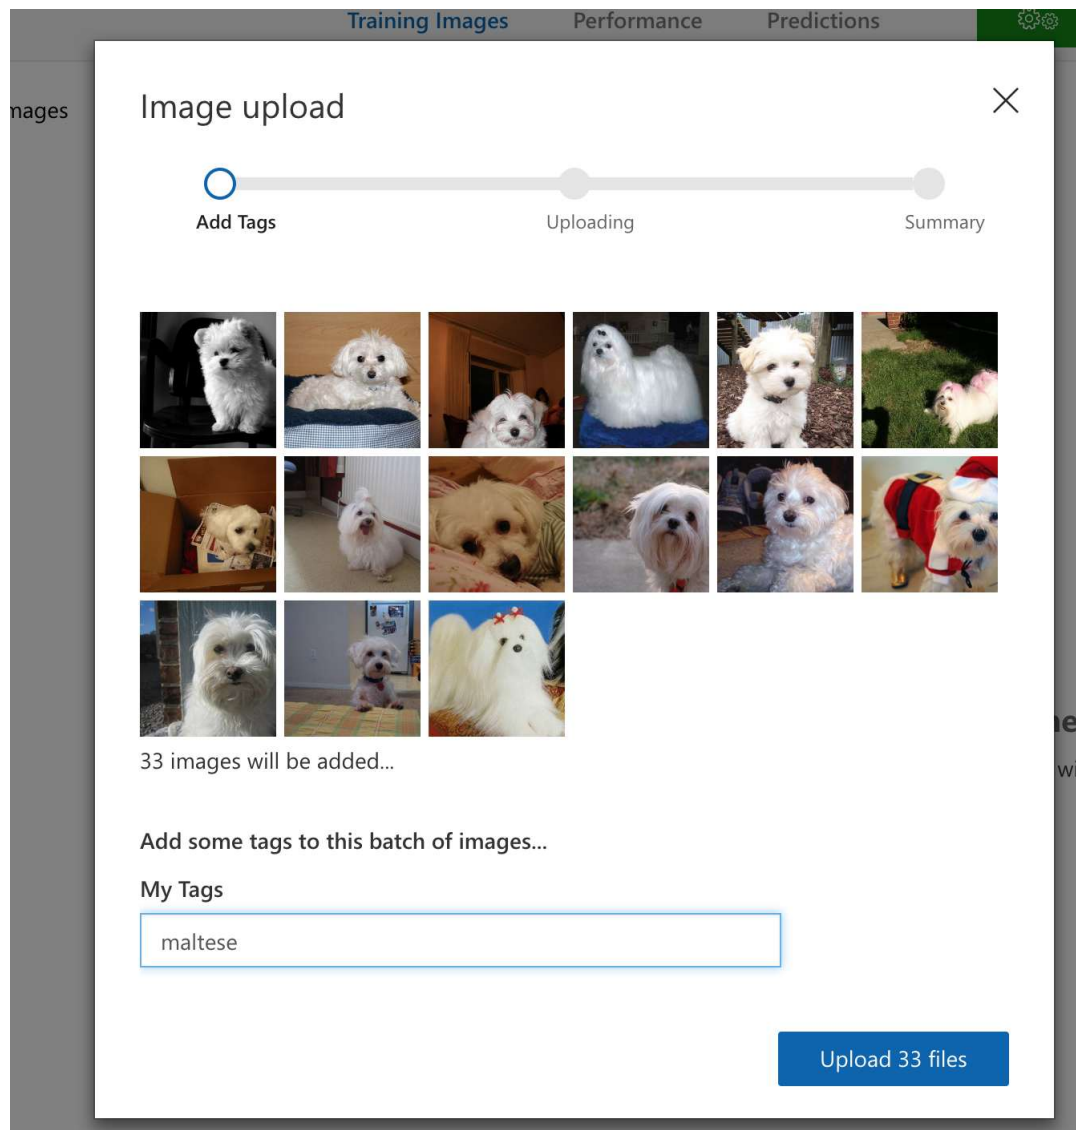 Training Images Performance Predictions
mages
Image upload
Add Tags Uploading Summary
33 images will be added...
Add some tags to this batch of images...
My Tags
maltese
Upload 33 files